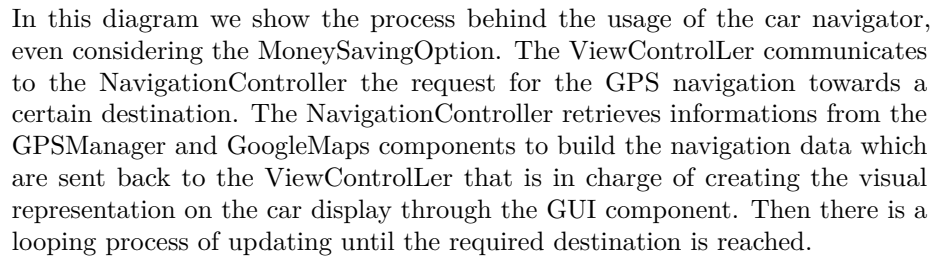 In this diagram we show the process behind the usage of the car navigator,
even considering the MoneySavingOption. The ViewControlLer communicates
to the NavigationController the request for the GPS navigation towards a
certain destination. The NavigationController retrieves informations from the
GPSManager and GoogleMaps components to build the navigation data which
are sent back to the ViewControlLer that is in charge of creating the visual
representation on the car display through the GUI component. Then there is a
looping process of updating until the required destination is reached.